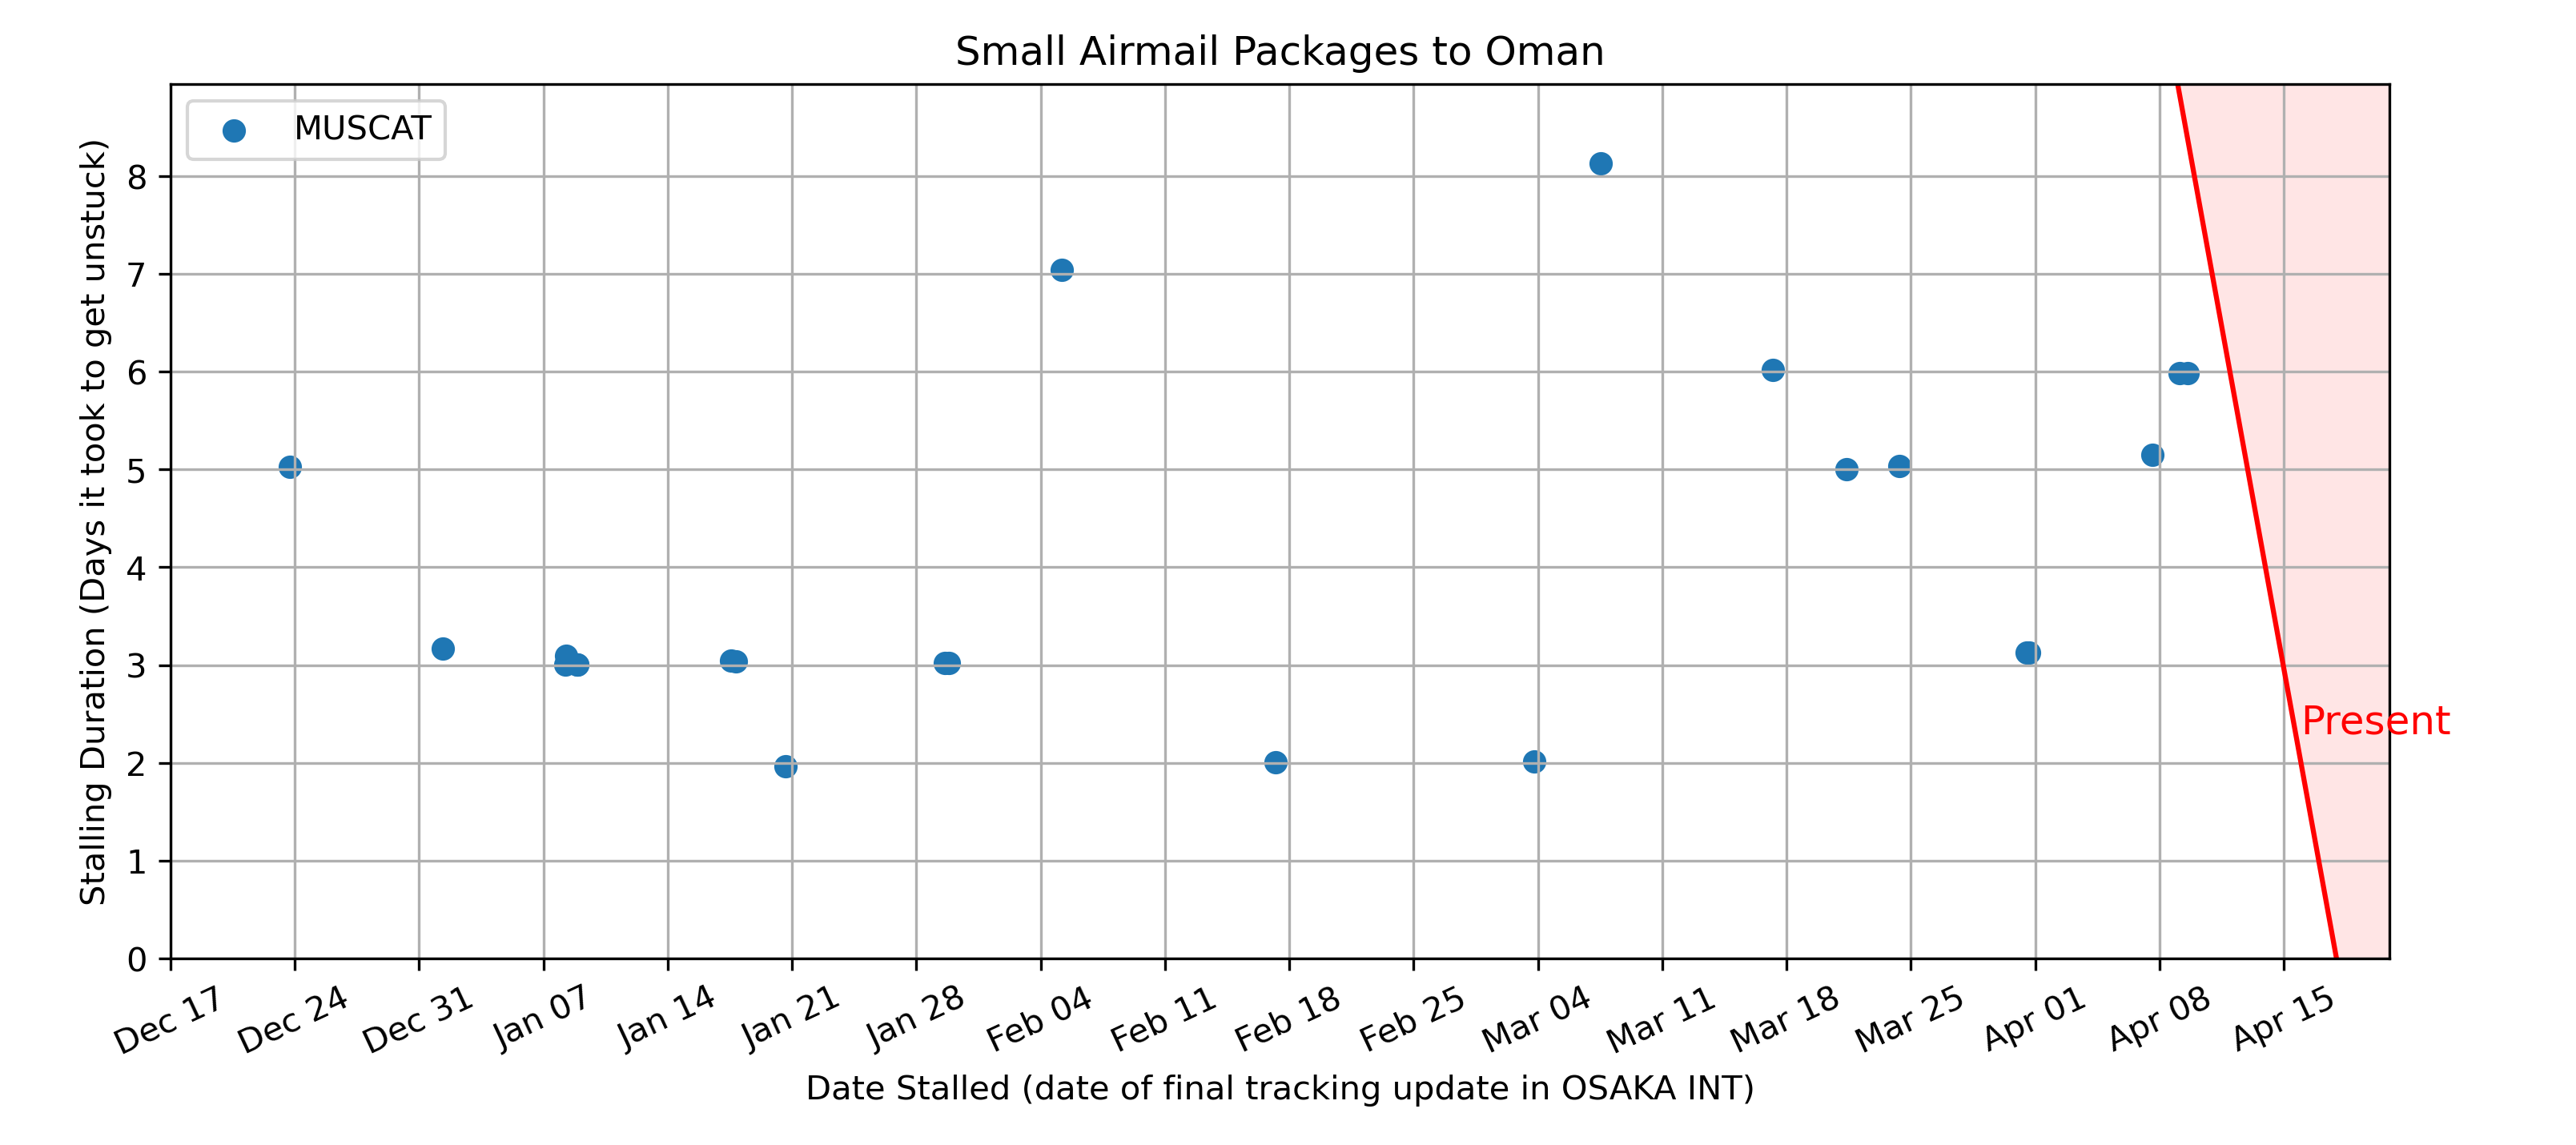 Small Airmail Packages to Oman
MUSCAT
Stalling Duration (Days it took to get unstuck)
8
7
6
5
4
3
2
1
0
Present
Dec 17
Dec 24
Dec 31
Jan 07
Jan 14
Jan 21
Jan 28
Feb 04
Feb 11
Feb 18
Feb 25
Mar 04
Mar 11
Mar 18
Mar 25
Apr 01
Apr 08
Apr 15
Date Stalled (date of final tracking update in OSAKA INT)